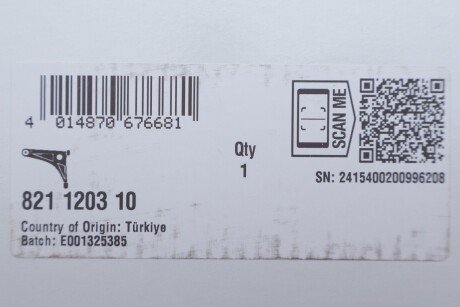 4 014870 676681
Qty
1
SCAN ME
SN: 2415400200996208
821 1203 10
Country of Origin: Türkiye
Batch: E001325385